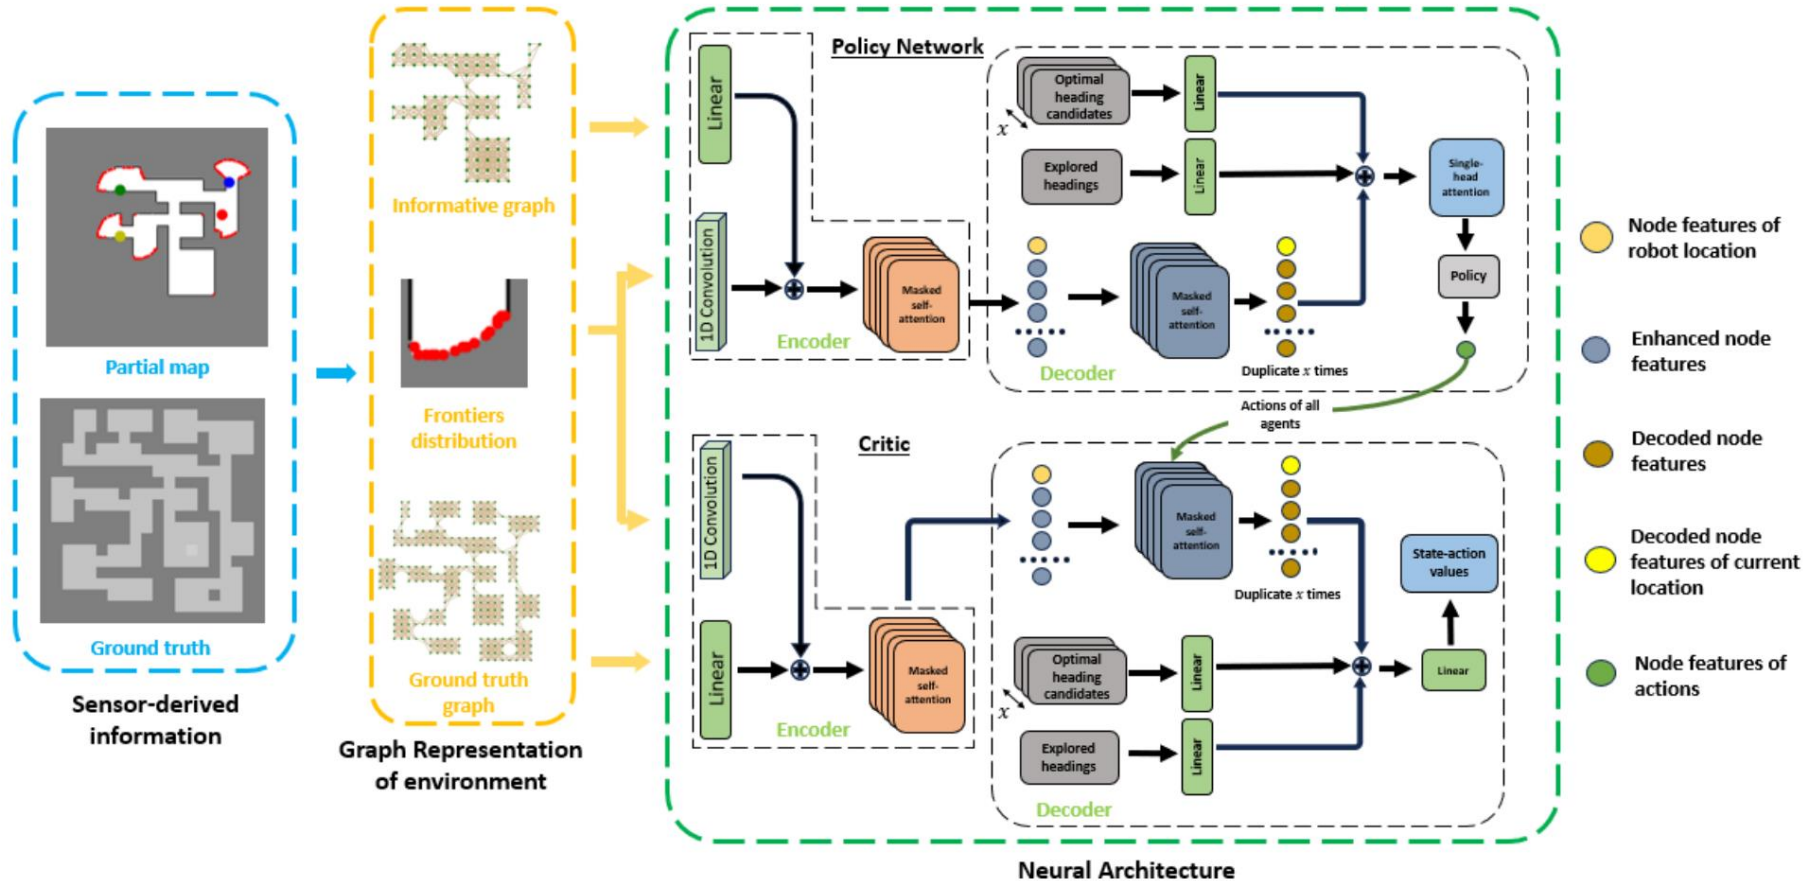 Partial map
Ground truth
Sensor-derived
information
Informative graph
Frontiers
distribution
Ground truth
graph
Graph Representation
of environment
Policy Network
Linear
1D Convolution
Encoder
Masked
self-
attention
Optimal
heading
candidates
x
Linear
Explored
headings
Linear
Masked
self-
attention
Duplicate x times
Decoder
Single-
head
attention
Policy
Actions of all
agents
Critic
1D Convolution
Linear
Encoder
Masked
self-
attention
Masked
self-
attention
Duplicate x times
Optimal
heading
candidates
x
Linear
Explored
headings
Linear
Decoder
State-action
values
Linear
Neural Architecture
Node features of
robot location
Enhanced node
features
Decoded node
features
Decoded node
features of current
location
Node features of
actions